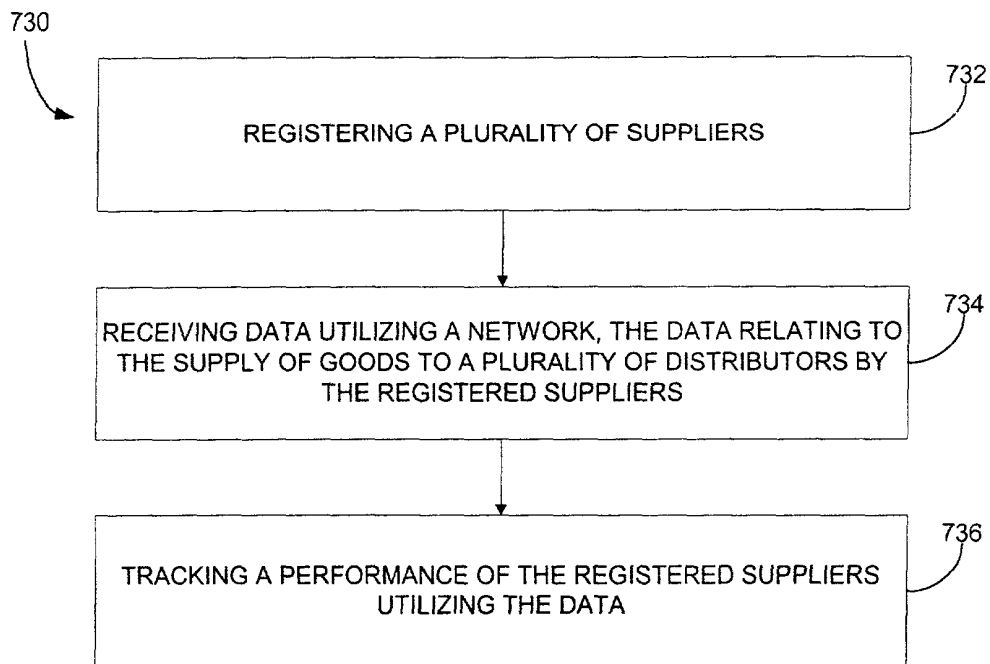 730
732
REGISTERING A PLURALITY OF SUPPLIERS
734
RECEIVING DATA UTILIZING A NETWORK, THE DATA RELATING TO
THE SUPPLY OF GOODS TO A PLURALITY OF DISTRIBUTORS BY
THE REGISTERED SUPPLIERS
736
TRACKING A PERFORMANCE OF THE REGISTERED SUPPLIERS
UTILIZING THE DATA